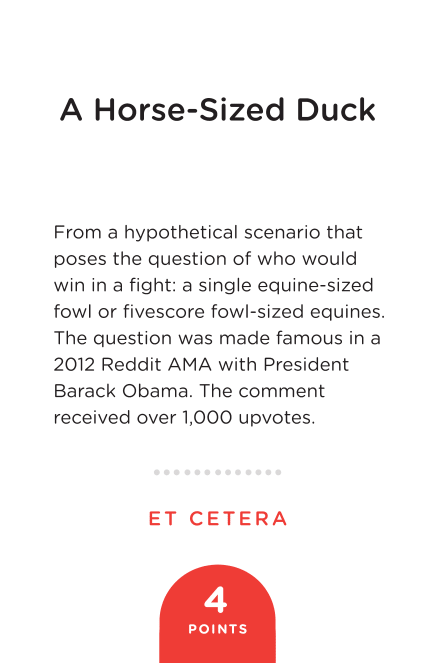 A Horse-Sized Duck
From a hypothetical scenario that
poses the question of who would
win in a fight: a single equine-sized
fowl or fivescore fowl-sized equines.
The question was made famous in a
2012 Reddit AMA with President
Barack Obama. The comment
received over 1,000 upvotes.
ET CETERA
4
POINTS